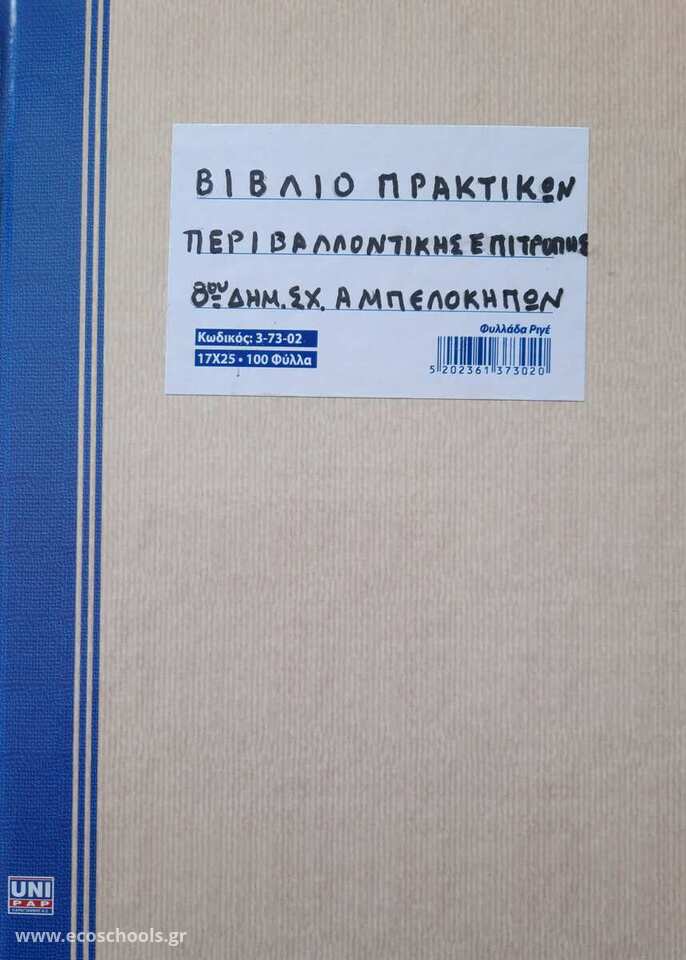 ΒΙΒΛΙΟ ΠΡΑΚΤΙΚΩΝ
ΠΕΡΙΒΑΛΛΟΝΤΙΚΗΣ ΕΠΙΤΡΟΠΗΣ
8ου ΔΗΜ. ΣΧ. ΑΜΠΕΛΟΚΗΠΩΝ
Κωδικός: 3-73-02
17X25 • 100 Φύλλα
Φυλλάδα Ριγέ
5 202361 373020
UNI
PAP
www.ecoschools.gr